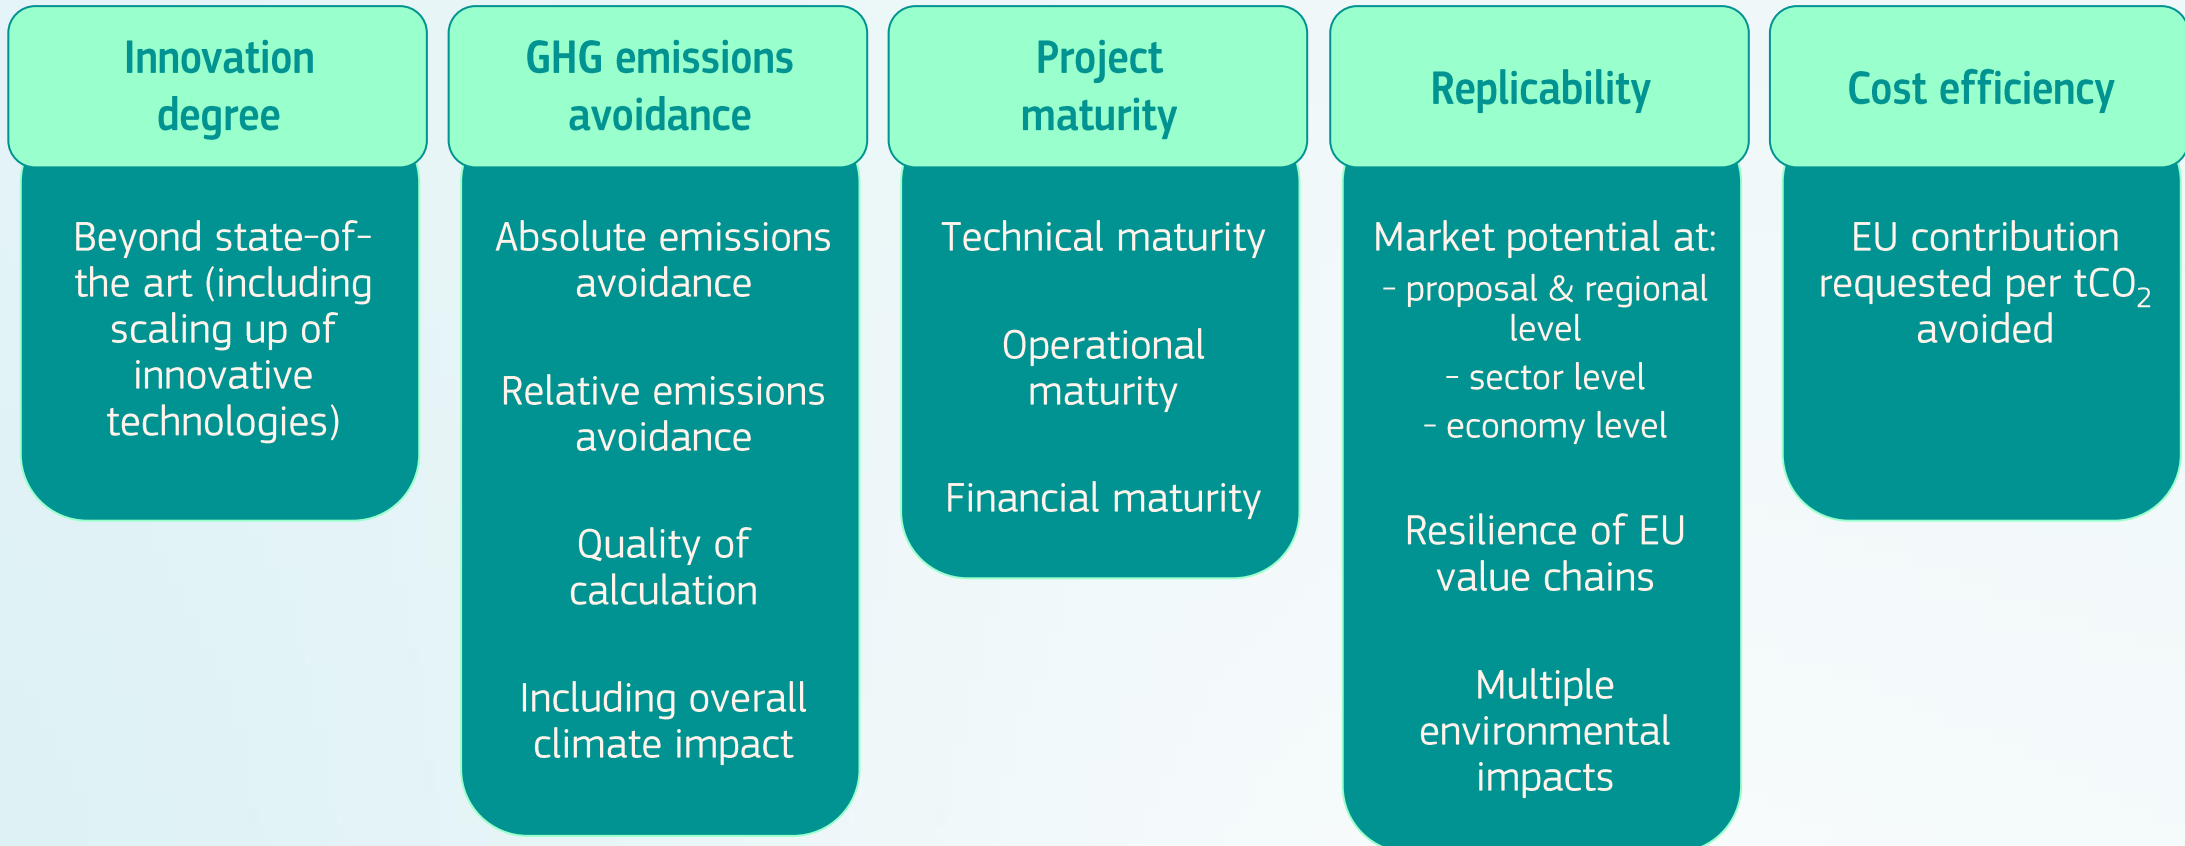 Innovation
degree
Beyond state-of-
the art (including
scaling up of
innovative
technologies)
GHG emissions
avoidance
Absolute emissions
avoidance
Relative emissions
avoidance
Quality of
calculation
Including overall
climate impact
Project
maturity
Technical maturity
Operational
maturity
Financial maturity
Replicability
Market potential at:
- proposal & regional
level
- sector level
- economy level
Resilience of EU
value chains
Multiple
environmental
impacts
Cost efficiency
EU contribution
requested per tCO₂
avoided